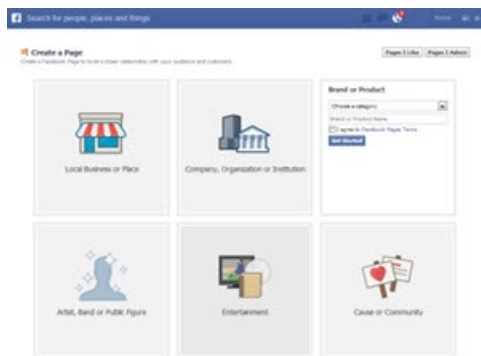 Search for people, places and things
Home
Create a Page
Create a Facebook Page to build a closer relationship with your audience and customers.
Pages I Like
Pages I Admin
Local Business or Place
Company, Organization or Institution
Brand or Product
Choose a category
Brand or Product Name
I agree to Facebook Pages Terms
Get Started
Artist, Band or Public Figure
Entertainment
Cause or Community